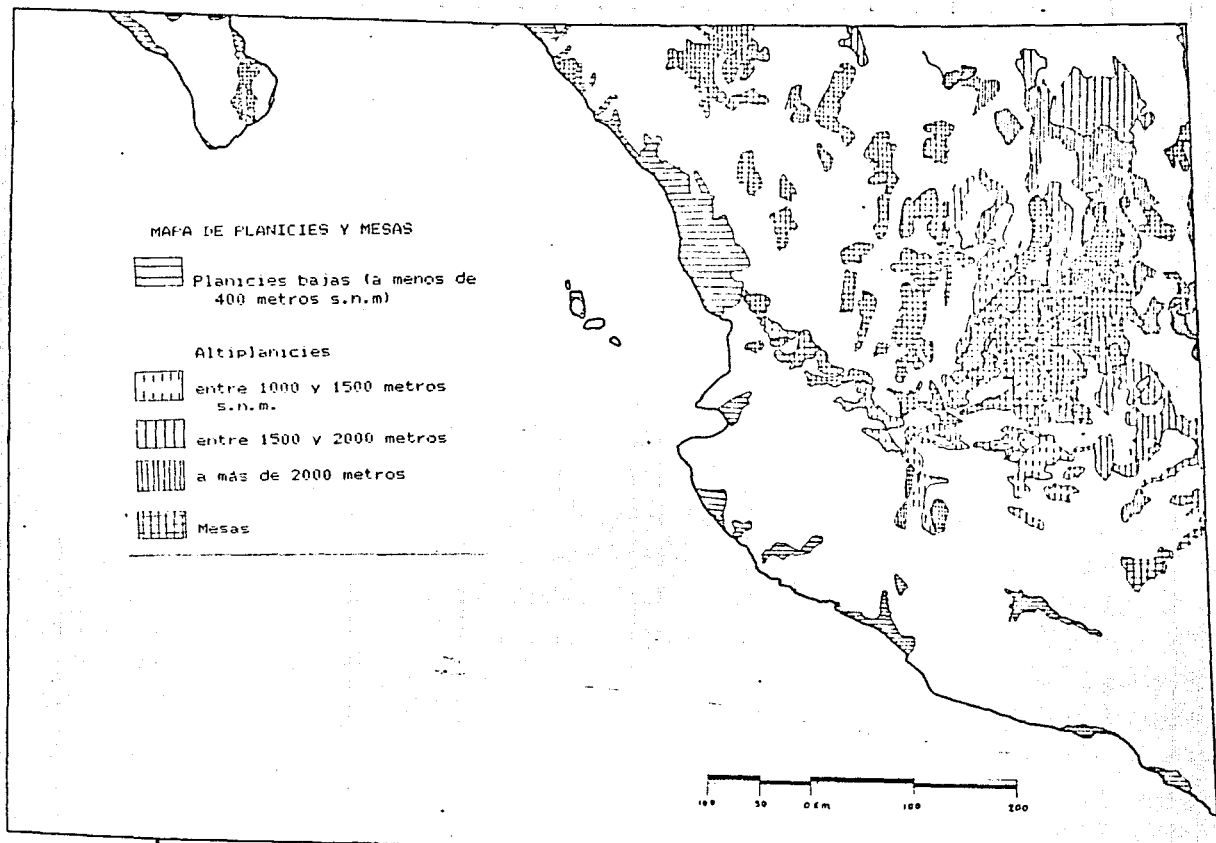 MAPA DE PLANICIES Y MESAS
Planicies bajas (a menos de
400 metros s.n.m)
Altiplanicies
entre 1000 y 1500 metros
s.n.m.
entre 1500 y 2000 metros
a más de 2000 metros
Mesas
100 50 0 Km 100 200